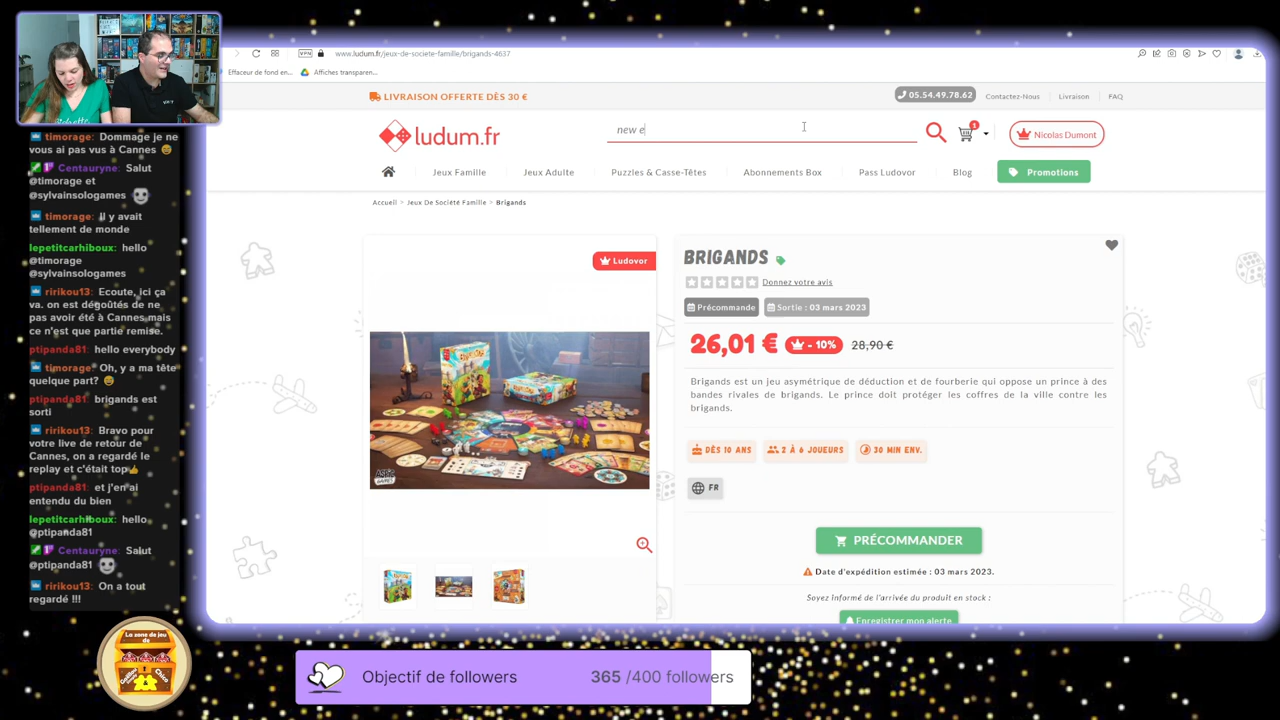 www.ludum.fr/jeux-de-societe-famille/brigands-4637
VPN
Effaceur de fond en...
Affiches transparen...
LIVRAISON OFFERTE DÈS 30 €
05.54.49.78.62
Contactez-Nous
Livraison
FAQ
ludum.fr
new e
1
Nicolas Dumont
Jeux Famille
Jeux Adulte
Puzzles & Casse-Têtes
Abonnements Box
Pass Ludovor
Blog
Promotions
Accueil > Jeux De Société Famille > Brigands
Ludovor
BRIGANDS
Donnez votre avis
Précommande
Sortie : 03 mars 2023
26,01 €
- 10%
28,90 €
Brigands est un jeu asymétrique de déduction et de fourberie qui oppose un prince à des
bandes rivales de brigands. Le prince doit protéger les coffres de la ville contre les
brigands.
DÈS 10 ANS
2 À 6 JOUEURS
30 MIN ENV.
FR
PRÉCOMMANDER
Date d'expédition estimée : 03 mars 2023.
Soyez informé de l'arrivée du produit en stock :
Enregistrer mon alerte
timorage: Dommage je ne
vous ai pas vus à Cannes
Centauryne: Salut
@timorage et
@sylvainsologames
timorage: Il y avait
tellement de monde
lepetitcarhiboux: hello
@timorage
@sylvainsologames
ririkou13: Ecoute, ici ça
va. on est dégoûtés de ne
pas avoir été à Cannes mais
ce n'est que partie remise.
ptipanda81: hello everybody
timorage: Oh, y a ma tête
quelque part?
ptipanda81: brigands est
sorti
ririkou13: Bravo pour
votre live de retour de
Cannes, on a regardé le
replay et c'était top
ptipanda81: et j'en ai
entendu du bien
lepetitcarhiboux: hello
@ptipanda81
Centauryne: Salut
@ptipanda81
ririkou13: On a tout
regardé !!!
La zone de jeu
de
Chico
Objectif de followers
365 /400 followers